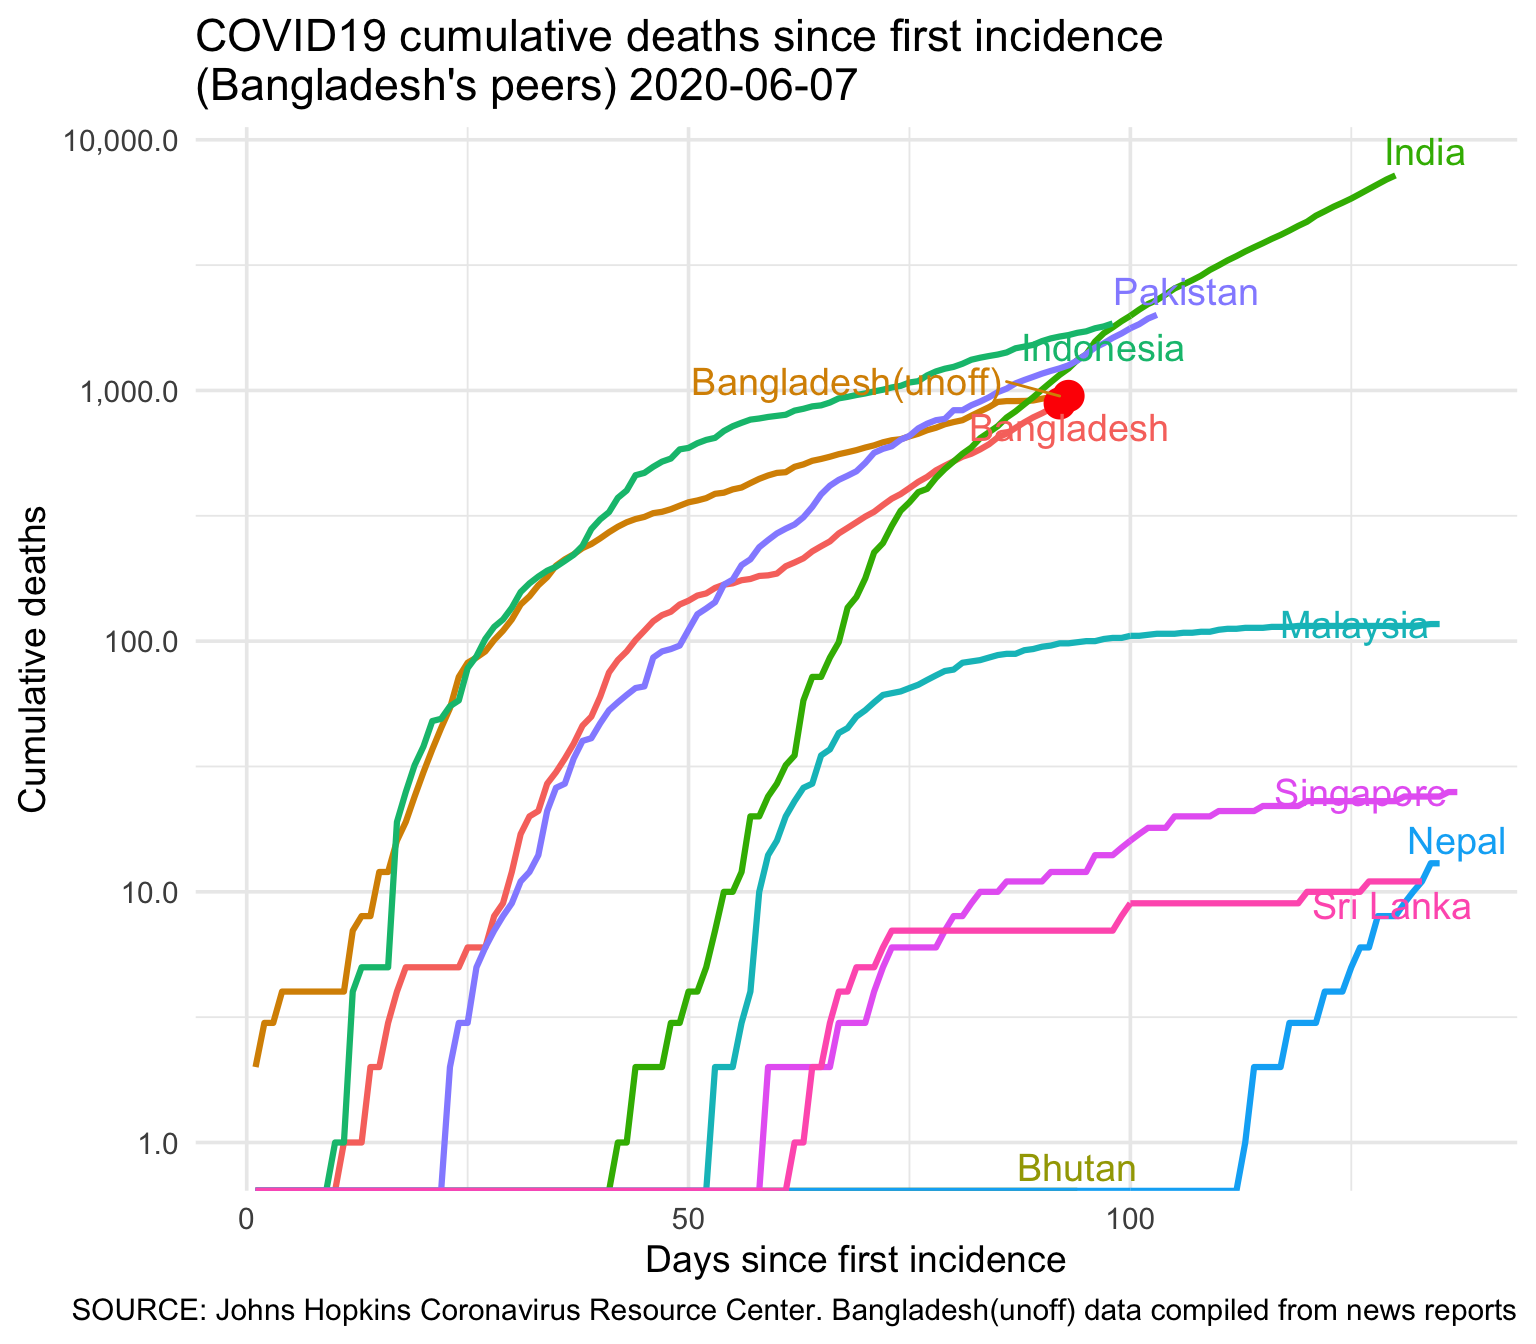 COVID19 cumulative deaths since first incidence
(Bangladesh's peers) 2020-06-07
10,000.0
1,000.0
100.0
10.0
1.0
Cumulative deaths
India
Pakistan
Indonesia
Bangladesh(unoff)
Bangladesh
Malaysia
Singapore
Nepal
Sri Lanka
Bhutan
0
50
100
Days since first incidence
SOURCE: Johns Hopkins Coronavirus Resource Center. Bangladesh(unoff) data compiled from news reports